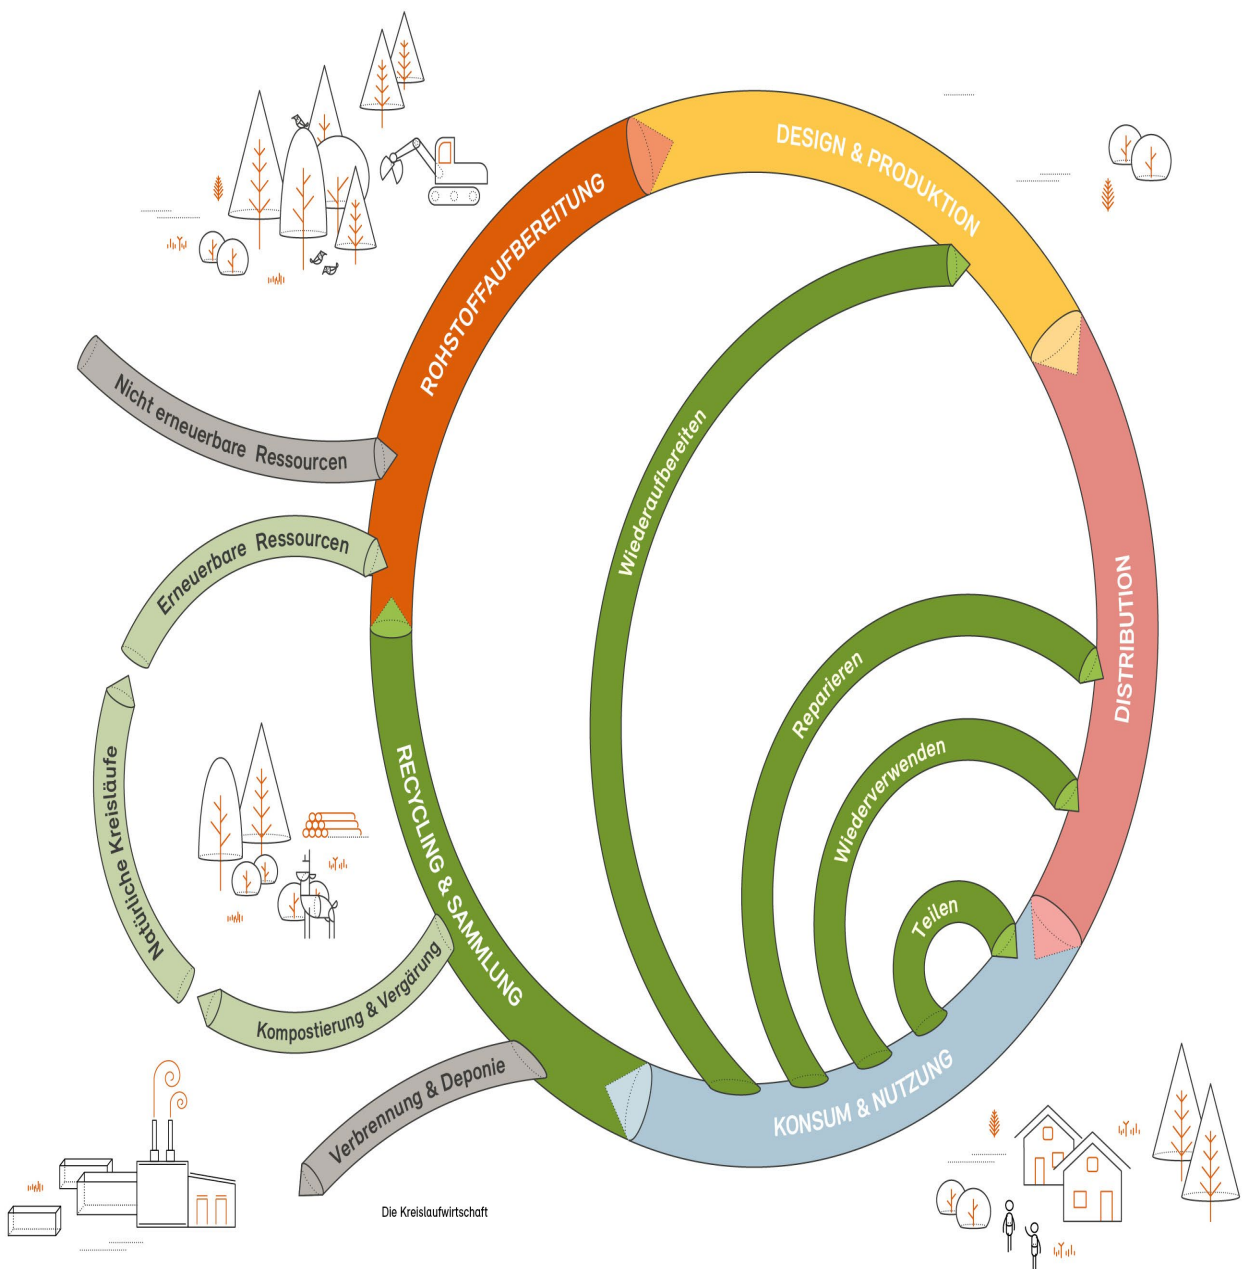 DESIGN & PRODUKTION
ROHSTOFFAUFBEREITUNG
Nicht erneuerbare Ressourcen
Wiederaufbereiten
Erneuerbare Ressourcen
DISTRIBUTION
Reparieren
Wiederverwenden
Natürliche Kreisläufe
RECYCLING & SAMMLUNG
Teilen
Kompostierung & Vergärung
Verbrennung & Deponie
KONSUM & NUTZUNG
Die Kreislaufwirtschaft